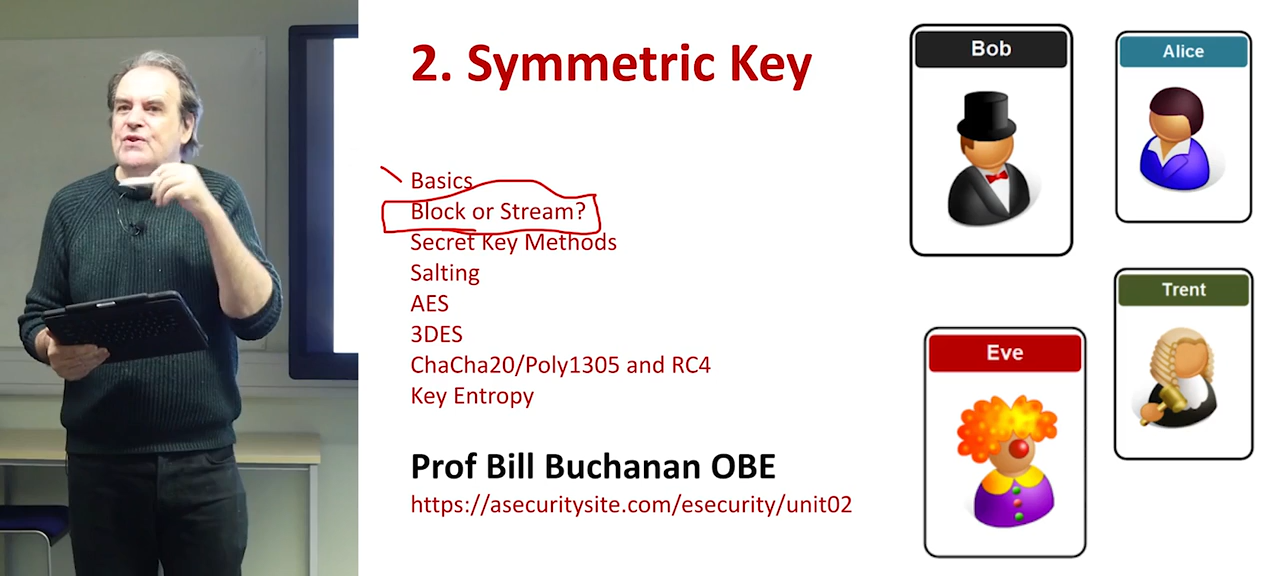 2. Symmetric Key
Basics
Block or Stream?
Secret Key Methods
Salting
AES
3DES
ChaCha20/Poly1305 and RC4
Key Entropy
Prof Bill Buchanan OBE
https://asecuritysite.com/esecurity/unit02
Bob
Alice
Trent
Eve